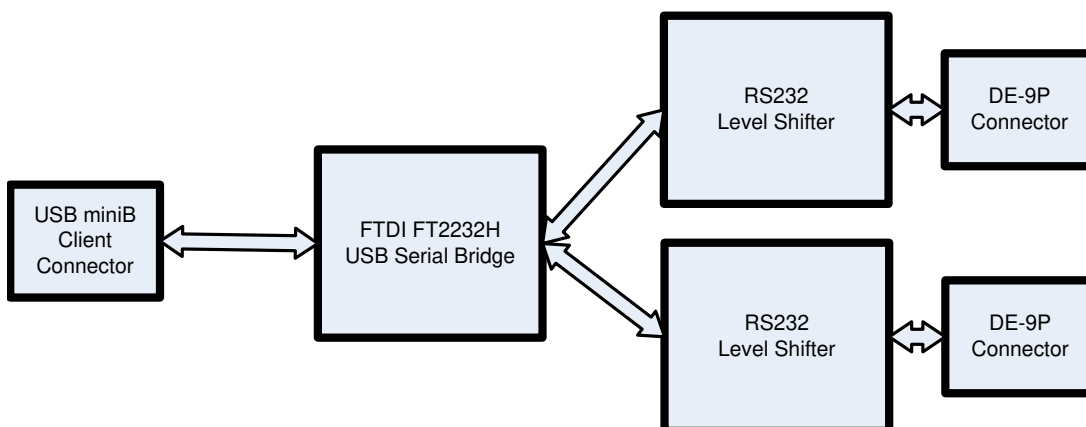 USB miniB
Client
Connector
FTDI FT2232H
USB Serial Bridge
RS232
Level Shifter
DE-9P
Connector
RS232
Level Shifter
DE-9P
Connector